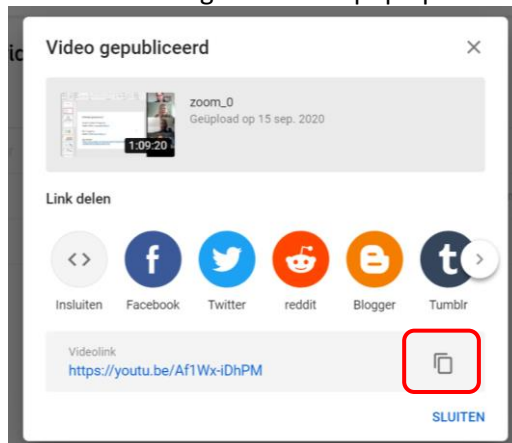 Video gepubliceerd
zoom_0
Geüpload op 15 sep. 2020
1:09:20
Link delen
Insluiten Facebook Twitter reddit Blogger Tumblr
Videolink
https://youtu.be/Af1Wx-iDhPM
SLUITEN